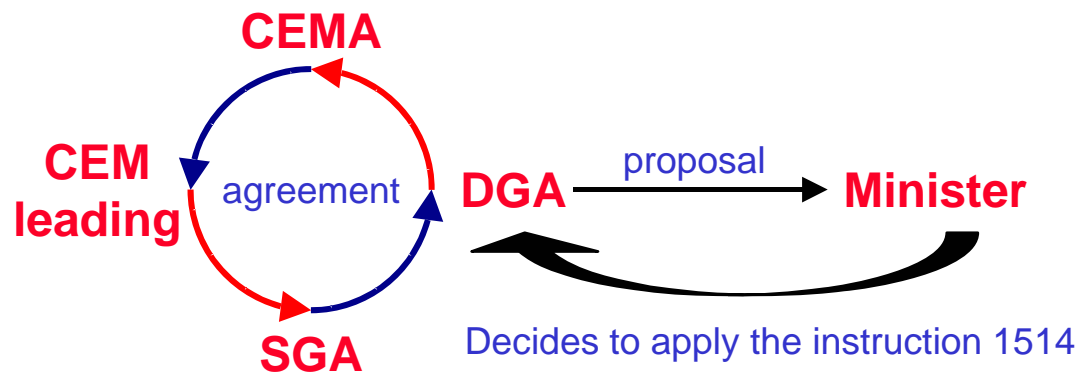 CEMA
CEM
leading
agreement
SGA
DGA
proposal
Minister
Decides to apply the instruction 1514